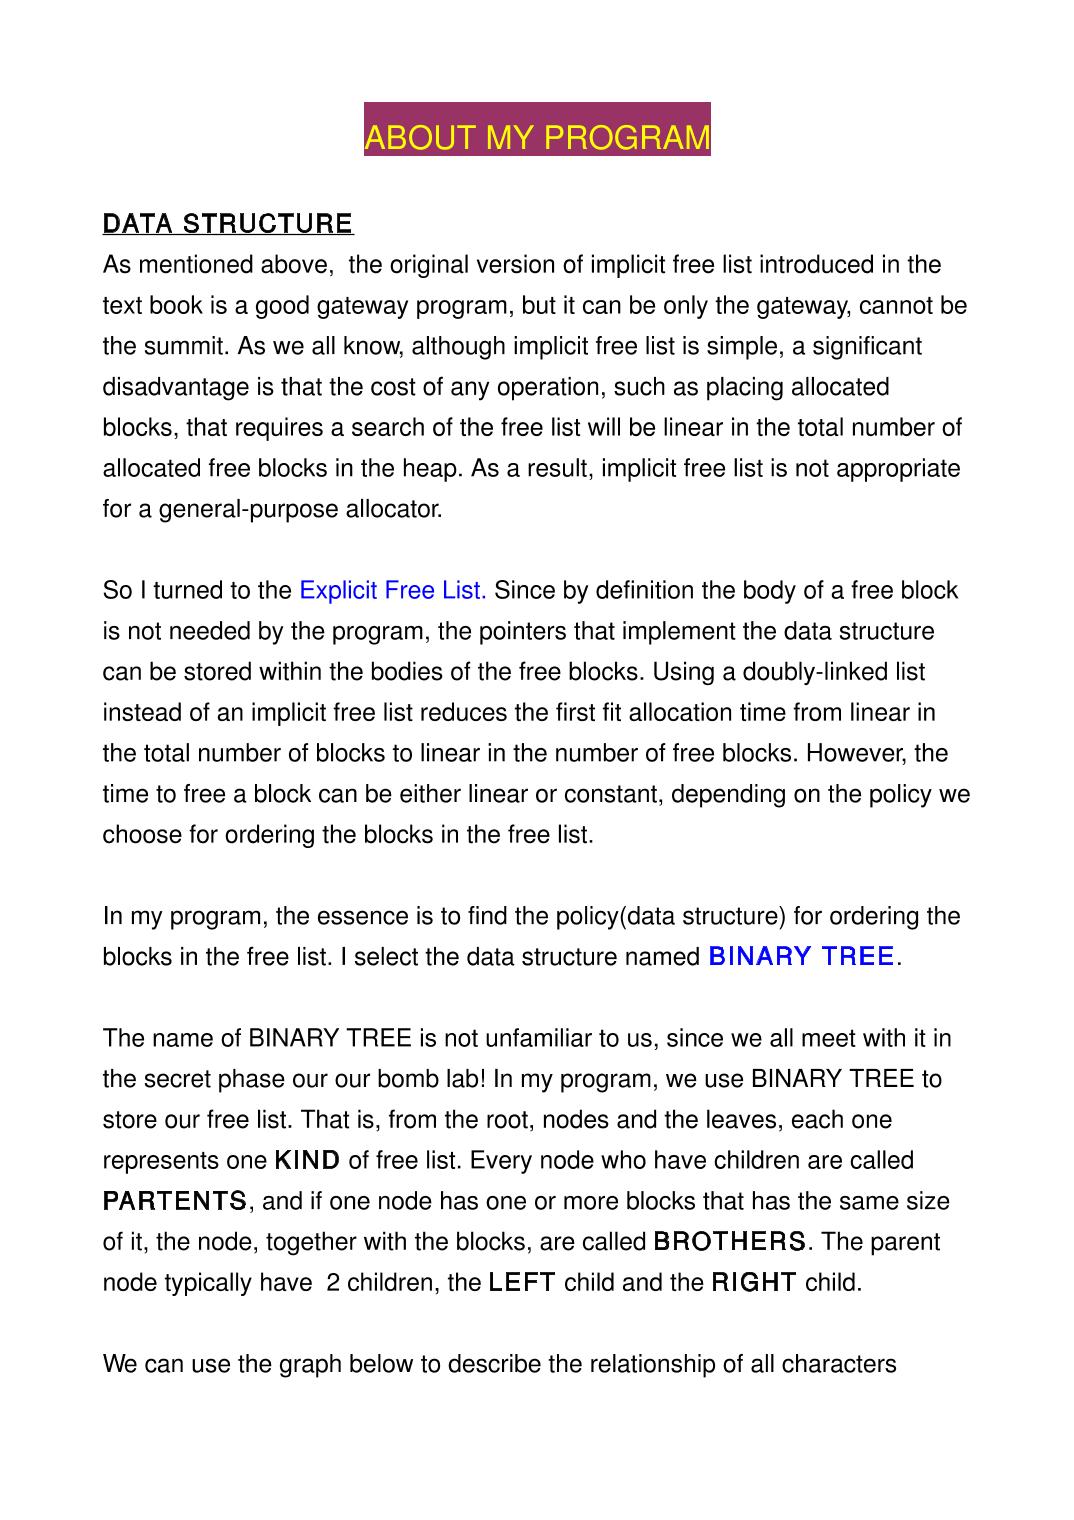 ABOUT MY PROGRAM
DATA STRUCTURE
As mentioned above,  the original version of implicit free list introduced in the
text book is a good gateway program, but it can be only the gateway, cannot be
the summit. As we all know, although implicit free list is simple, a significant
disadvantage is that the cost of any operation, such as placing allocated
blocks, that requires a search of the free list will be linear in the total number of
allocated free blocks in the heap. As a result, implicit free list is not appropriate
for a general-purpose allocator.
So I turned to the Explicit Free List. Since by definition the body of a free block
is not needed by the program, the pointers that implement the data structure
can be stored within the bodies of the free blocks. Using a doubly-linked list
instead of an implicit free list reduces the first fit allocation time from linear in
the total number of blocks to linear in the number of free blocks. However, the
time to free a block can be either linear or constant, depending on the policy we
choose for ordering the blocks in the free list.
In my program, the essence is to find the policy(data structure) for ordering the
blocks in the free list. I select the data structure named BINARY TREE.
The name of BINARY TREE is not unfamiliar to us, since we all meet with it in
the secret phase our our bomb lab! In my program, we use BINARY TREE to
store our free list. That is, from the root, nodes and the leaves, each one
represents one KIND of free list. Every node who have children are called
PARTENTS, and if one node has one or more blocks that has the same size
of it, the node, together with the blocks, are called BROTHERS. The parent
node typically have  2 children, the LEFT child and the RIGHT child.
We can use the graph below to describe the relationship of all characters